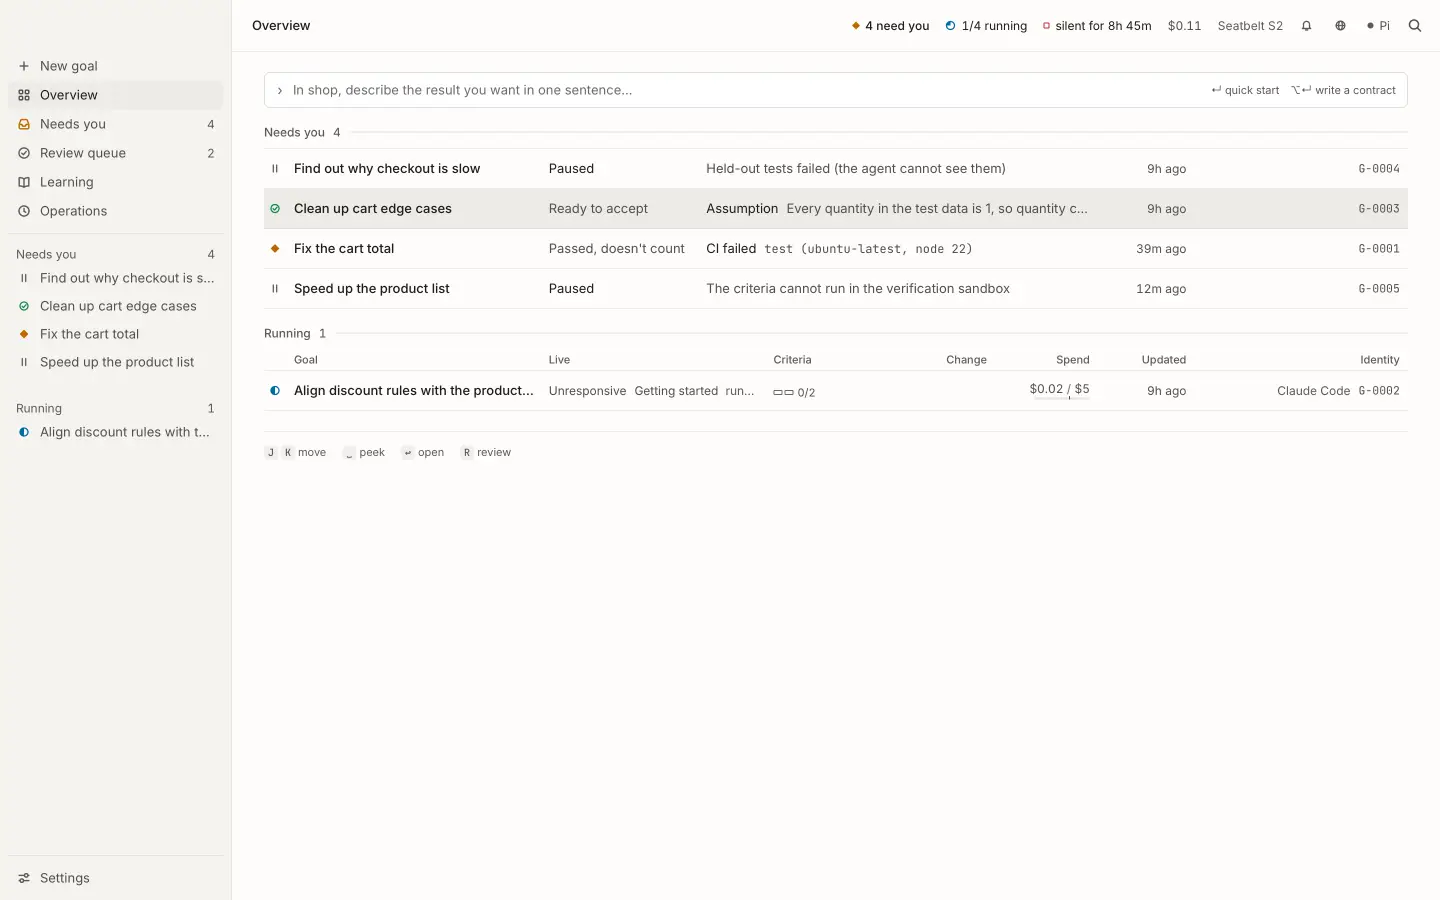 Overview
4 need you 1/4 running silent for 8h 45m $0.11 Seatbelt S2 Pi
New goal
Overview
Needs you 4
Review queue 2
Learning
Operations
Needs you 4
Find out why checkout is s...
Clean up cart edge cases
Fix the cart total
Speed up the product list
Running 1
Align discount rules with t...
Settings
› In shop, describe the result you want in one sentence... ↵ quick start ⌥↵ write a contract
Needs you 4
Find out why checkout is slow Paused Held-out tests failed (the agent cannot see them) 9h ago G-0004
Clean up cart edge cases Ready to accept Assumption Every quantity in the test data is 1, so quantity c... 9h ago G-0003
Fix the cart total Passed, doesn't count CI failed test (ubuntu-latest, node 22) 39m ago G-0001
Speed up the product list Paused The criteria cannot run in the verification sandbox 12m ago G-0005
Running 1
Goal Live Criteria Change Spend Updated Identity
Align discount rules with the product... Unresponsive Getting started run... 0/2 $0.02 / $5 9h ago Claude Code G-0002
J K move ⎵ peek ↵ open R review